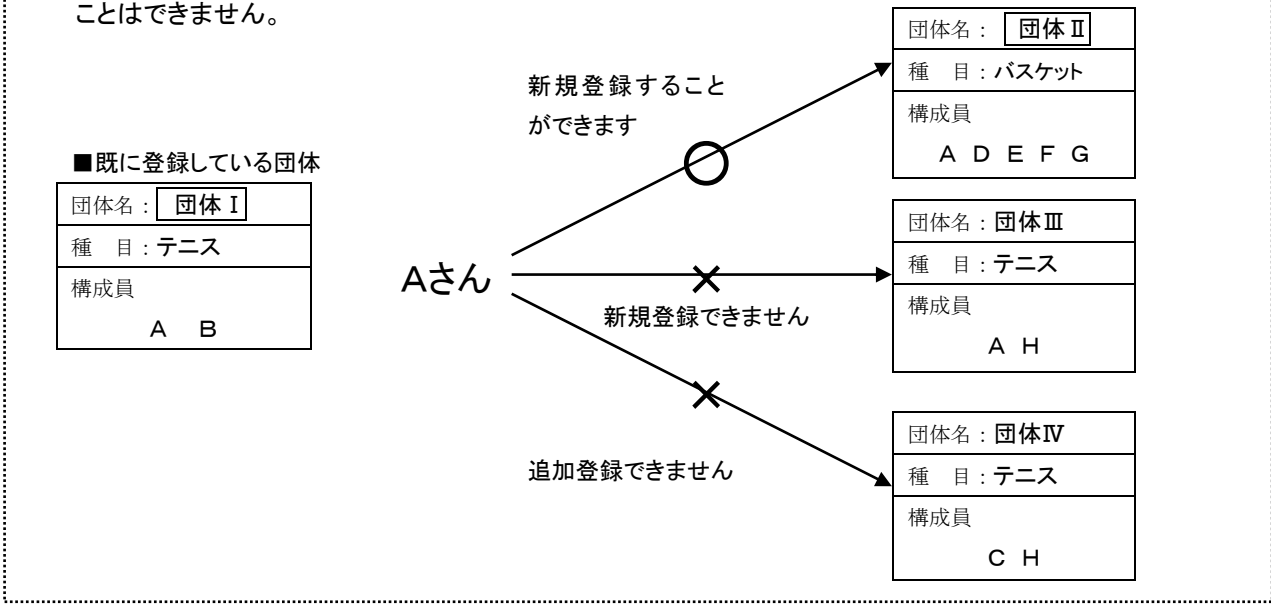 ことはできません。
団体名： 団体Ⅱ
種　目：バスケット
構成員
Ａ Ｄ Ｅ Ｆ Ｇ
新規登録すること
ができます
■既に登録している団体
団体名： 団体Ⅰ
種　目：テニス
構成員
Ａ　Ｂ
Ａさん
団体名：団体Ⅲ
種　目：テニス
構成員
Ａ Ｈ
新規登録できません
団体名：団体Ⅳ
種　目：テニス
構成員
Ｃ Ｈ
追加登録できません